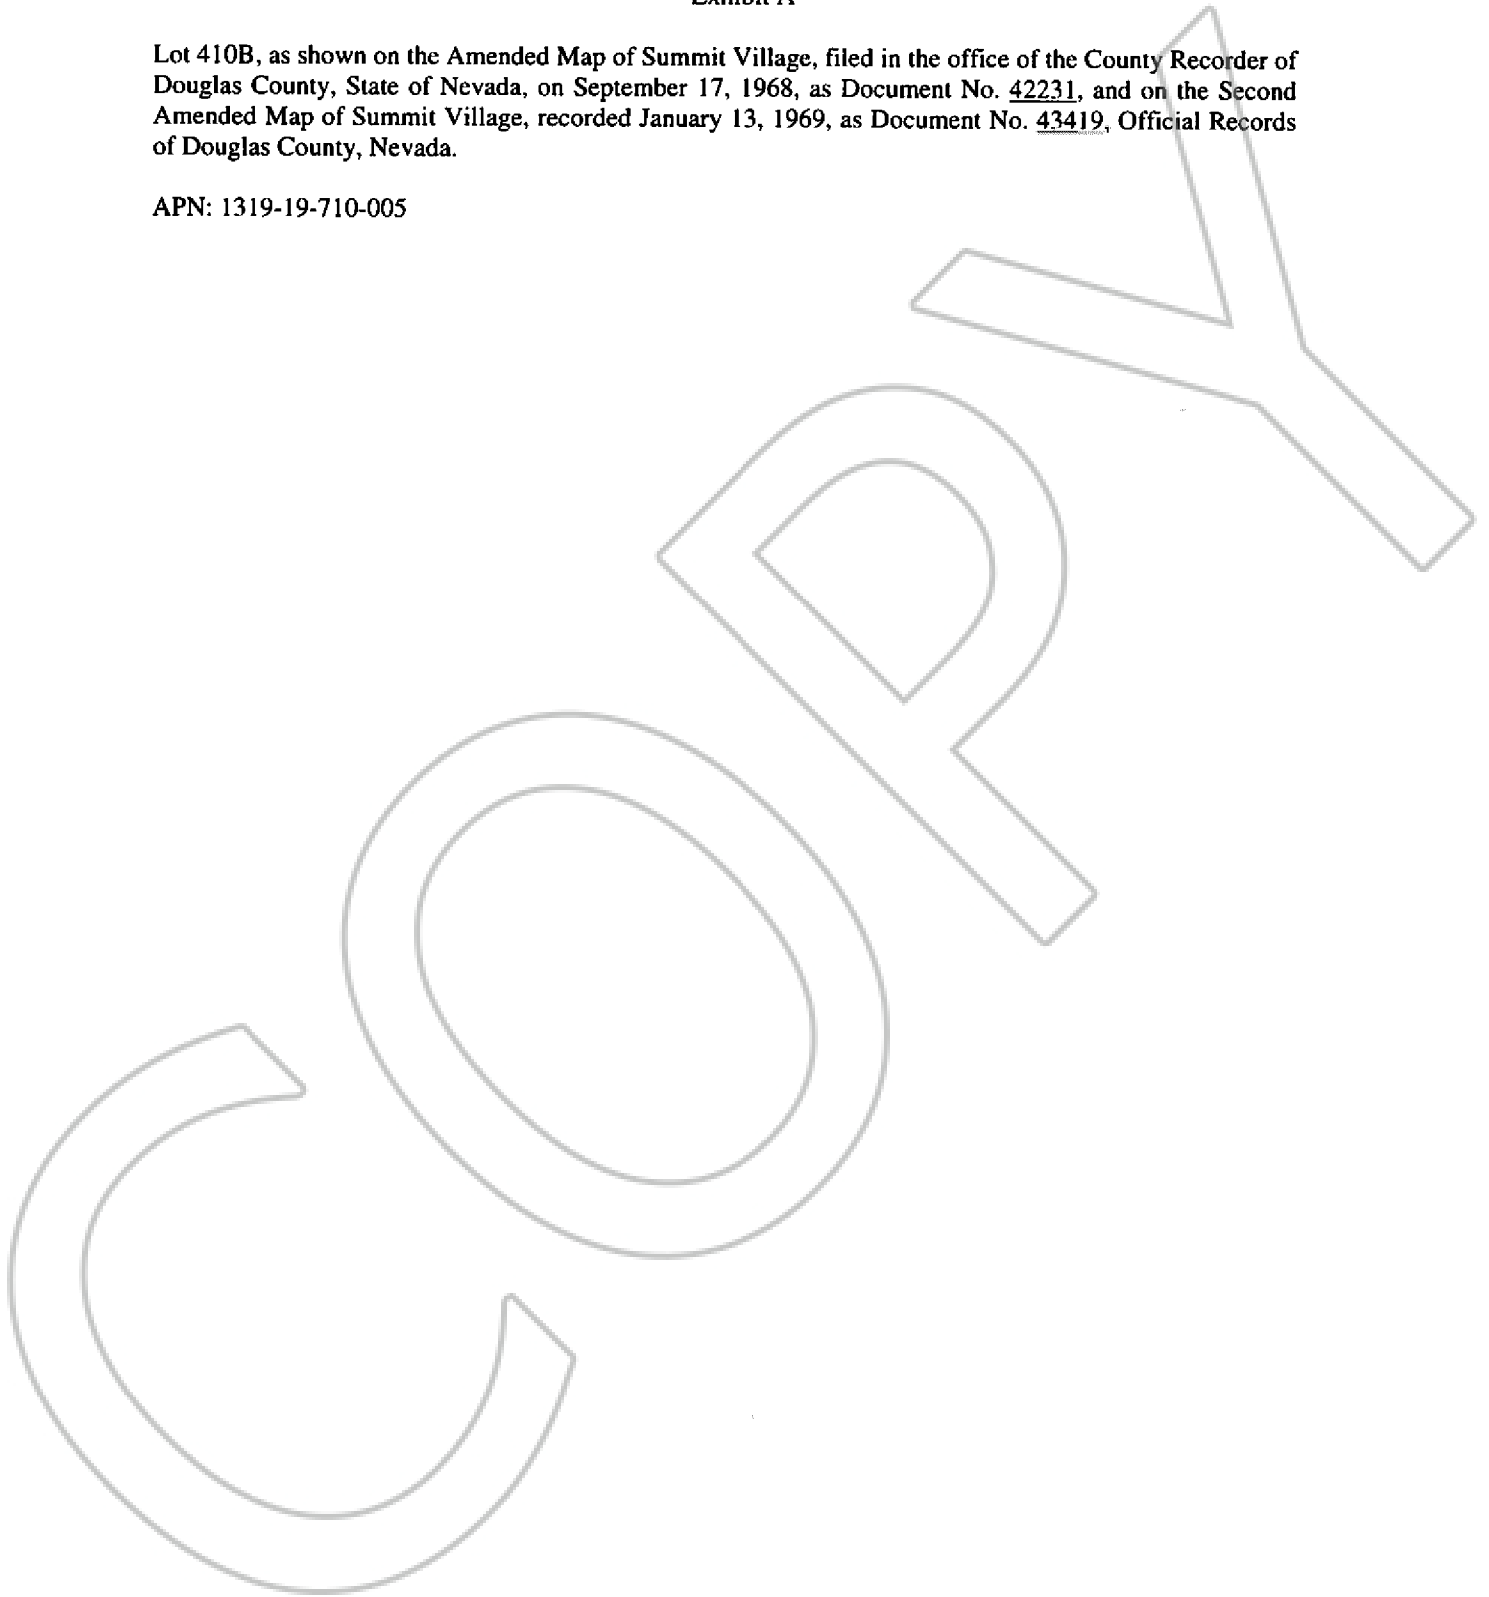 Exhibit A
Lot 410B, as shown on the Amended Map of Summit Village, filed in the office of the County Recorder of
Douglas County, State of Nevada, on September 17, 1968, as Document No. 42231, and on the Second
Amended Map of Summit Village, recorded January 13, 1969, as Document No. 43419, Official Records
of Douglas County, Nevada.
APN: 1319-19-710-005
COPY